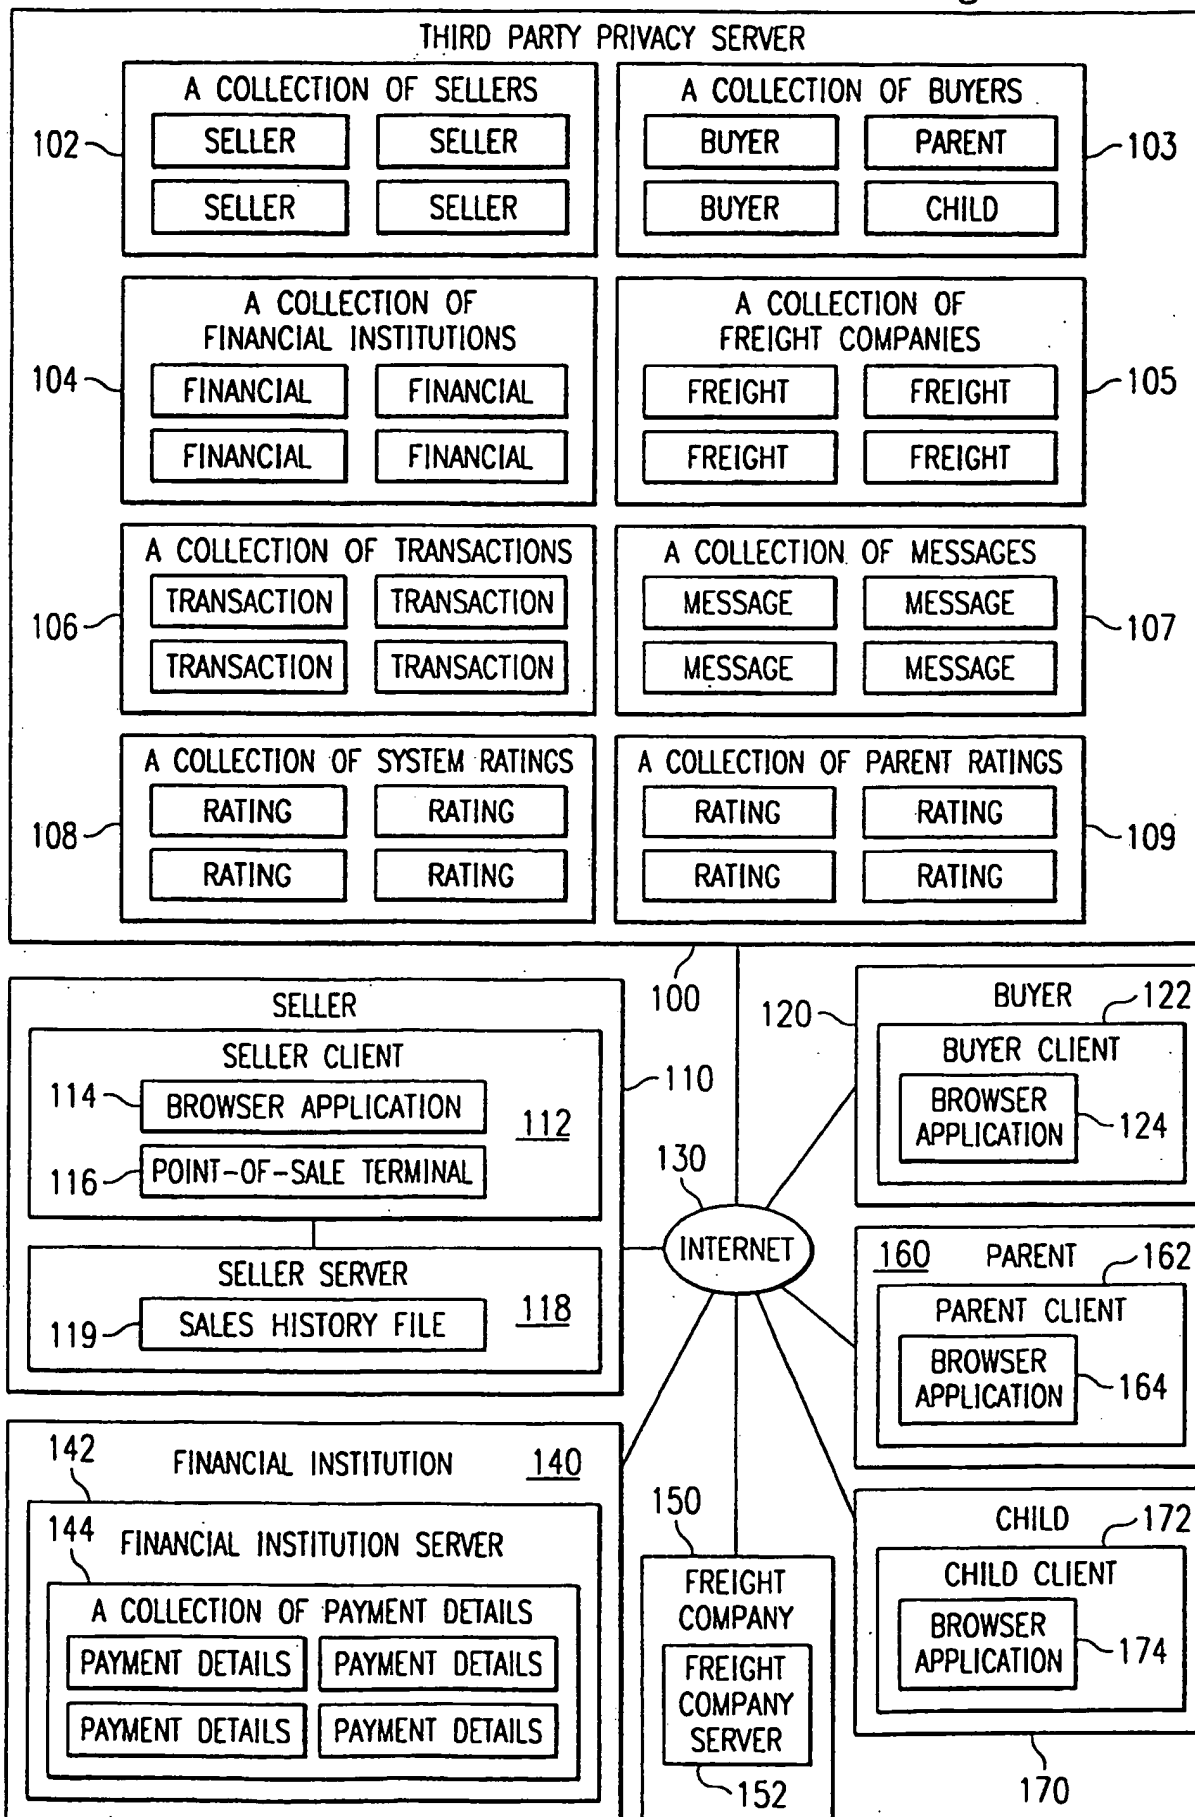 THIRD PARTY PRIVACY SERVER
A COLLECTION OF SELLERS
SELLER SELLER
SELLER SELLER
102
A COLLECTION OF BUYERS
BUYER PARENT
BUYER CHILD
103
A COLLECTION OF
FINANCIAL INSTITUTIONS
FINANCIAL FINANCIAL
FINANCIAL FINANCIAL
104
A COLLECTION OF
FREIGHT COMPANIES
FREIGHT FREIGHT
FREIGHT FREIGHT
105
A COLLECTION OF TRANSACTIONS
TRANSACTION TRANSACTION
TRANSACTION TRANSACTION
106
A COLLECTION OF MESSAGES
MESSAGE MESSAGE
MESSAGE MESSAGE
107
A COLLECTION OF SYSTEM RATINGS
RATING RATING
RATING RATING
108
A COLLECTION OF PARENT RATINGS
RATING RATING
RATING RATING
109
100
SELLER
SELLER CLIENT
114 BROWSER APPLICATION
112
116 POINT-OF-SALE TERMINAL
110
SELLER SERVER
119 SALES HISTORY FILE
118
130
INTERNET
120
BUYER 122
BUYER CLIENT
BROWSER
APPLICATION
124
160 PARENT 162
PARENT CLIENT
BROWSER
APPLICATION
164
142
FINANCIAL INSTITUTION 140
144
FINANCIAL INSTITUTION SERVER
A COLLECTION OF PAYMENT DETAILS
PAYMENT DETAILS PAYMENT DETAILS
PAYMENT DETAILS PAYMENT DETAILS
150
FREIGHT
COMPANY
FREIGHT
COMPANY
SERVER
152
CHILD 172
CHILD CLIENT
BROWSER
APPLICATION
174
170